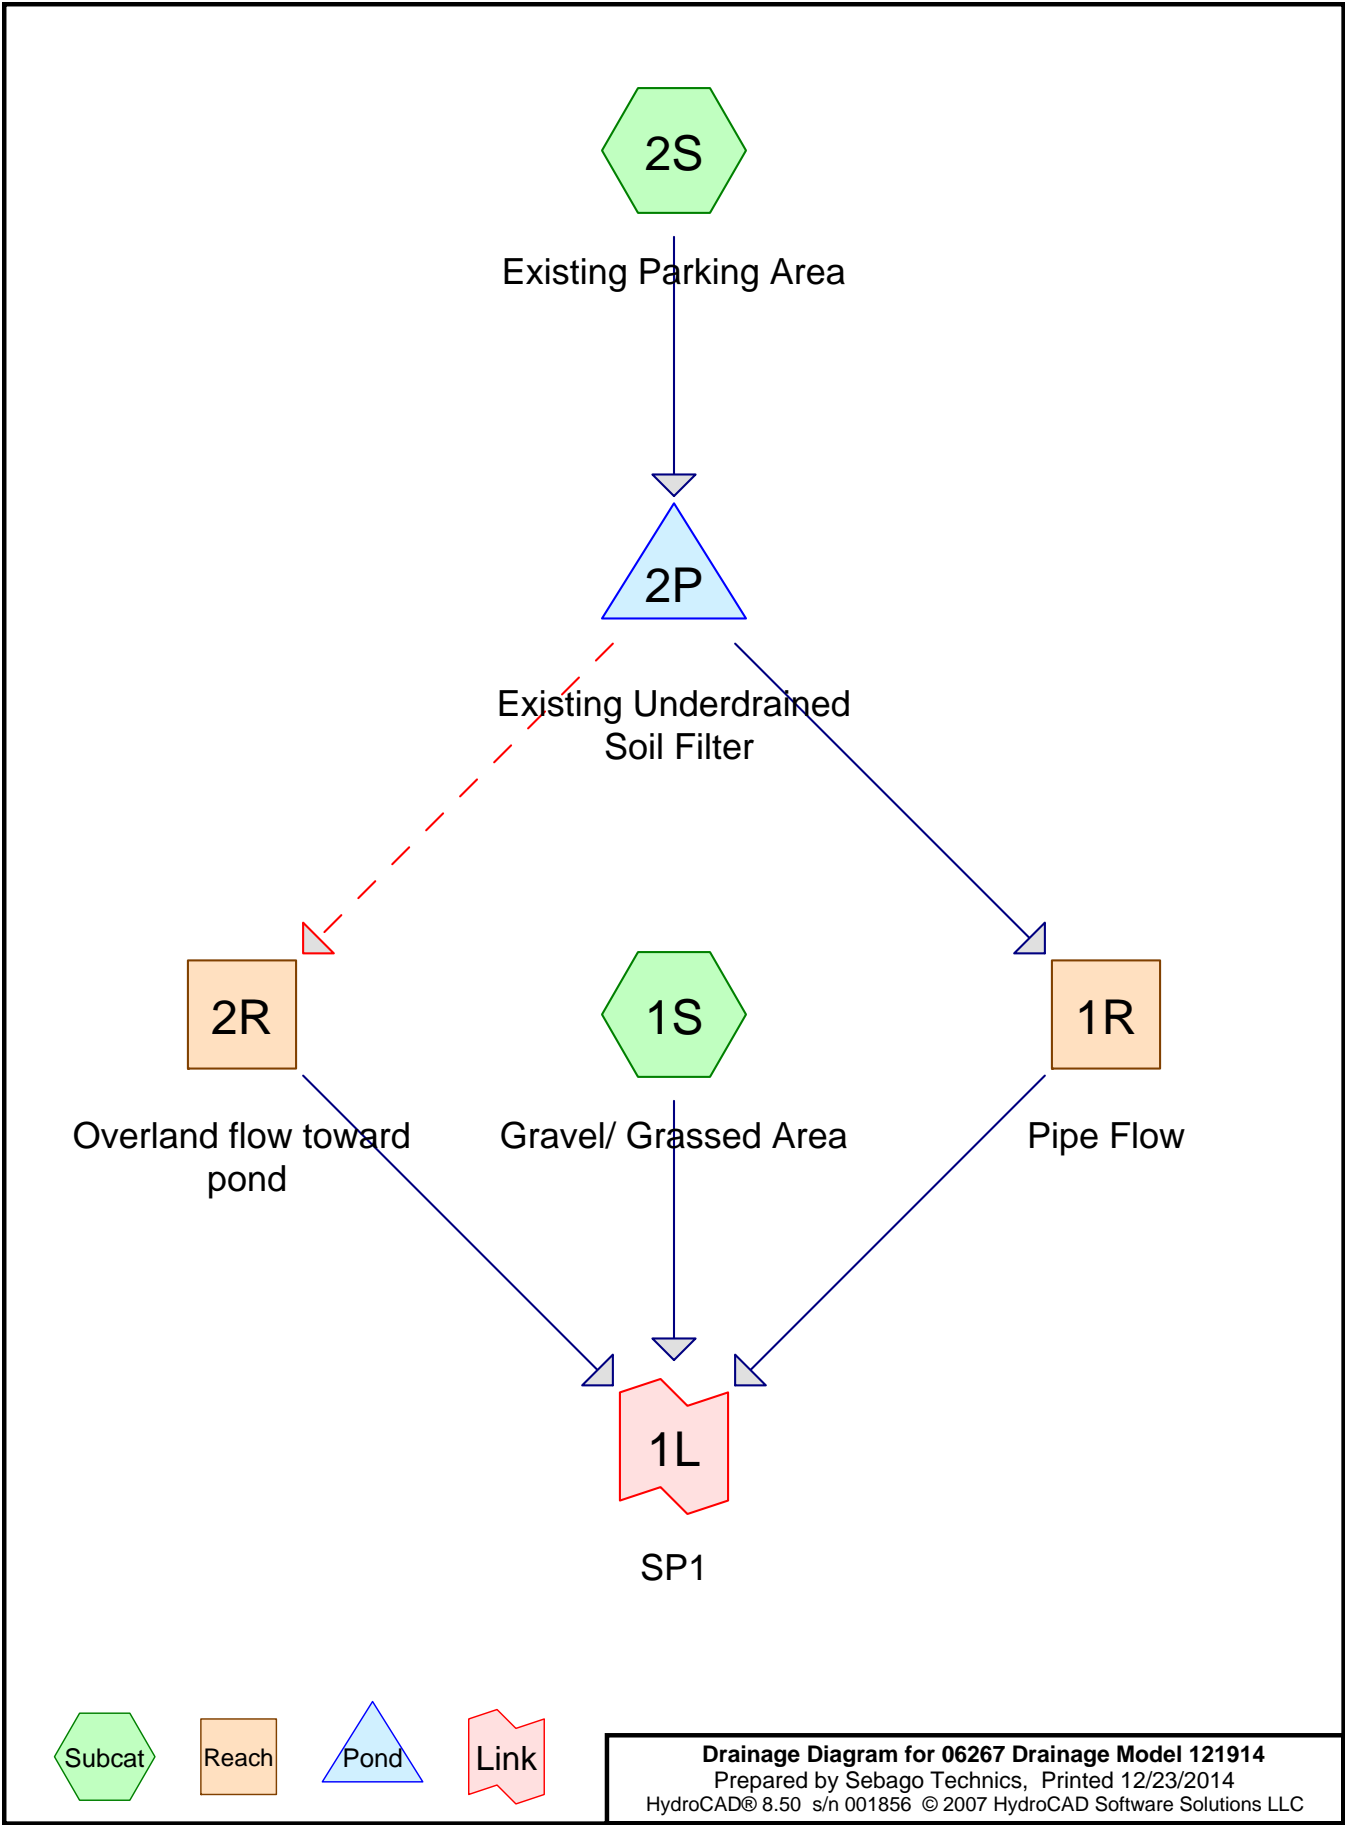 2S
Existing Parking Area
2P
Existing Underdrained
Soil Filter
2R
1S
1R
Overland flow toward
pond
Gravel/ Grassed Area
Pipe Flow
1L
SP1
Subcat
Reach
Pond
Link
Drainage Diagram for 06267 Drainage Model 121914
Prepared by Sebago Technics, Printed 12/23/2014
HydroCAD® 8.50 s/n 001856 © 2007 HydroCAD Software Solutions LLC